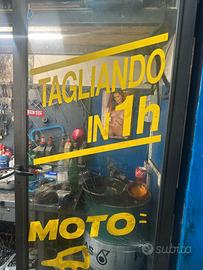 TAGLIANDO
IN 1h
MOTO
subito